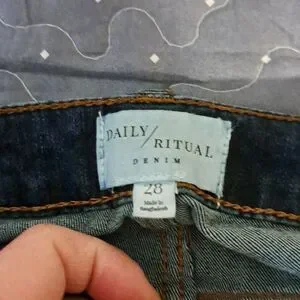 DAILY/
RITUAL
DENIM
28
Made in
Bangladesh